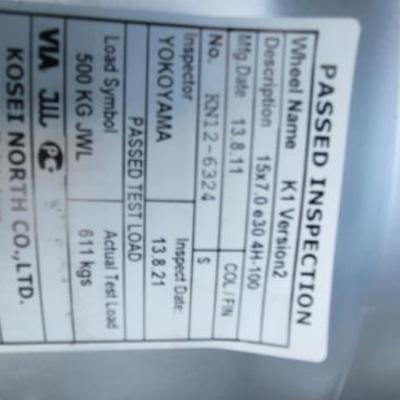 PASSED INSPECTION
Wheel Name K1 Version2
Description 15x7.0 e30 4H-100
Mfg Date 13.8.11 COL / FIN
No. KN12-6324 S
Inspector Inspect Date:
YOKOYAMA 13.8.21
PASSED TEST LOAD
Load Symbol Actual Test Load
500 KG JWL 611 kgs
VIA JWL
KOSEI NORTH CO.,LTD.